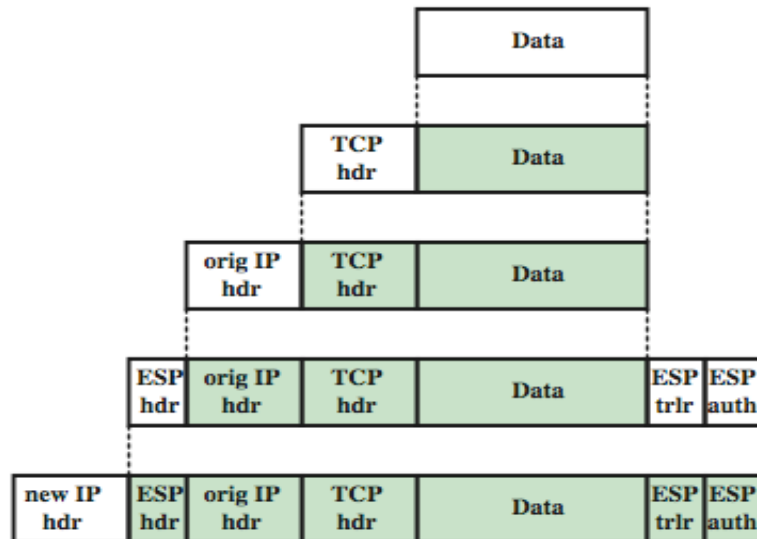 Data
TCP
hdr
Data
orig IP
hdr
TCP
hdr
Data
ESP
hdr
orig IP
hdr
TCP
hdr
Data
ESP
trlr
ESP
auth
new IP
hdr
ESP
hdr
orig IP
hdr
TCP
hdr
Data
ESP
trlr
ESP
auth